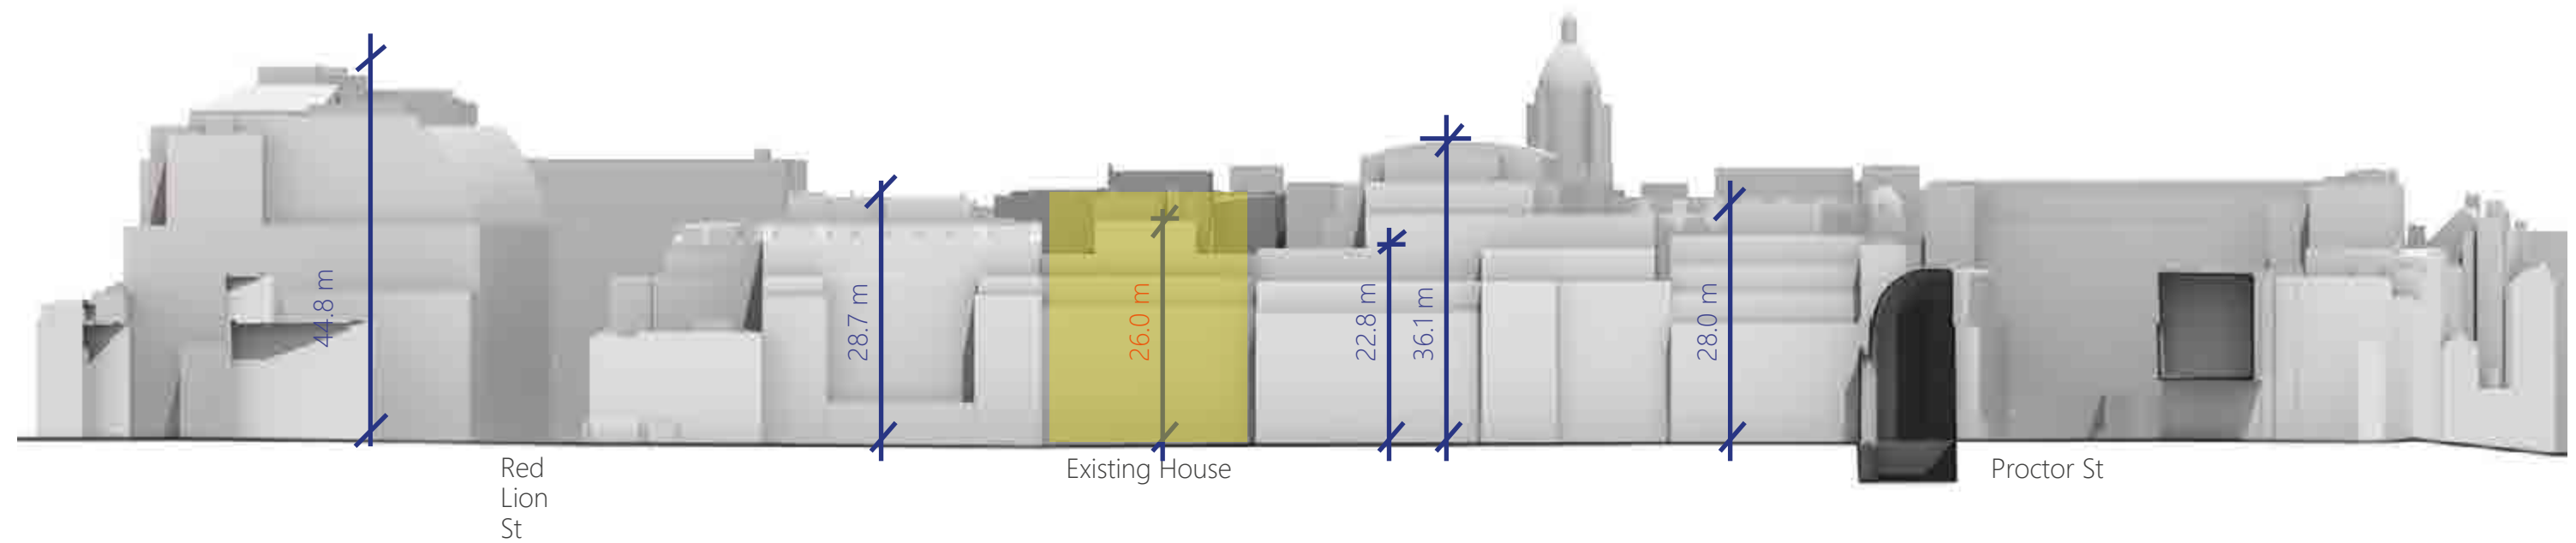 44.8 m
28.7 m
26.0 m
22.8 m
36.1 m
28.0 m
Red
Lion
St
Existing House
Proctor St